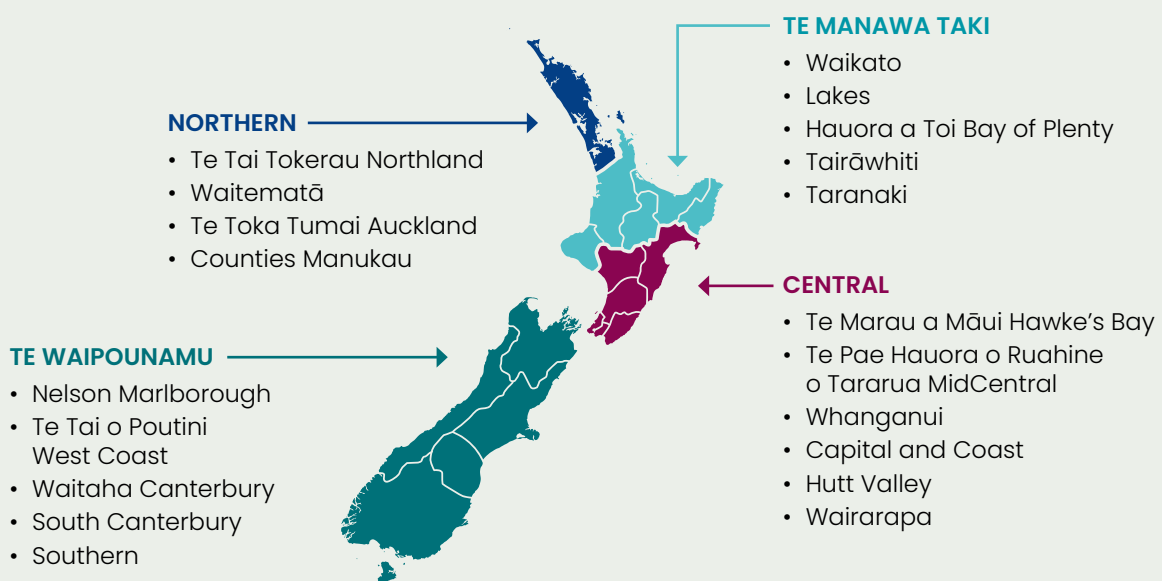 NORTHERN
• Te Tai Tokerau Northland
• Waitematā
• Te Toka Tumai Auckland
• Counties Manukau
TE MANAWA TAKI
• Waikato
• Lakes
• Hauora a Toi Bay of Plenty
• Tairāwhiti
• Taranaki
CENTRAL
• Te Marau a Māui Hawke’s Bay
• Te Pae Hauora o Ruahine
o Tararua MidCentral
• Whanganui
• Capital and Coast
• Hutt Valley
• Wairarapa
TE WAIPOUNAMU
• Nelson Marlborough
• Te Tai o Poutini
West Coast
• Waitaha Canterbury
• South Canterbury
• Southern